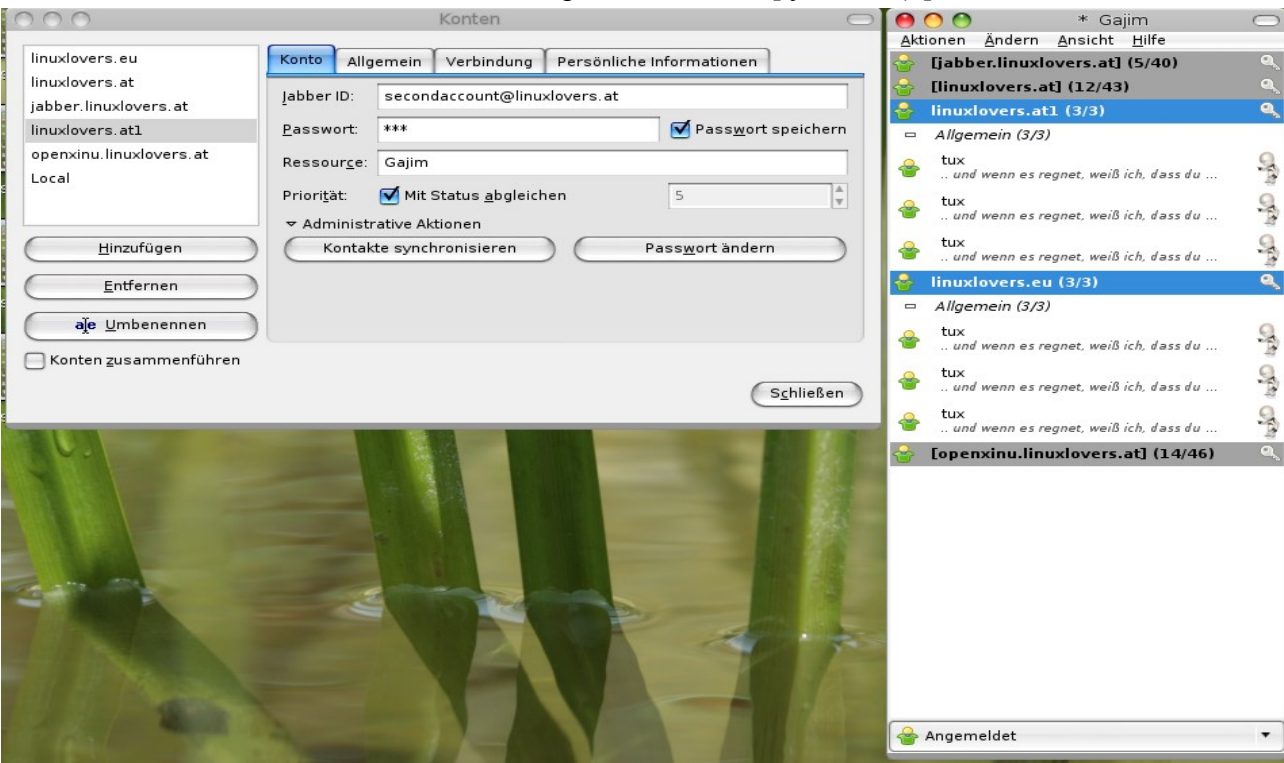 Konten
linuxlovers.eu
linuxlovers.at
jabber.linuxlovers.at
linuxlovers.at1
openxinu.linuxlovers.at
Local
Hinzufügen
Entfernen
Umbenennen
Konten zusammenführen
Konto
Allgemein
Verbindung
Persönliche Informationen
Jabber ID: secondaccount@linuxlovers.at
Passwort: *** Passwort speichern
Ressource: Gajim
Priorität: Mit Status abgleichen 5
Administrative Aktionen
Kontakte synchronisieren
Passwort ändern
Schließen
* Gajim
Aktionen Ändern Ansicht Hilfe
[jabber.linuxlovers.at] (5/40)
[linuxlovers.at] (12/43)
linuxlovers.at1 (3/3)
Allgemein (3/3)
tux
.. und wenn es regnet, weiß ich, dass du ...
tux
.. und wenn es regnet, weiß ich, dass du ...
tux
.. und wenn es regnet, weiß ich, dass du ...
linuxlovers.eu (3/3)
Allgemein (3/3)
tux
.. und wenn es regnet, weiß ich, dass du ...
tux
.. und wenn es regnet, weiß ich, dass du ...
tux
.. und wenn es regnet, weiß ich, dass du ...
[openxinu.linuxlovers.at] (14/46)
Angemeldet